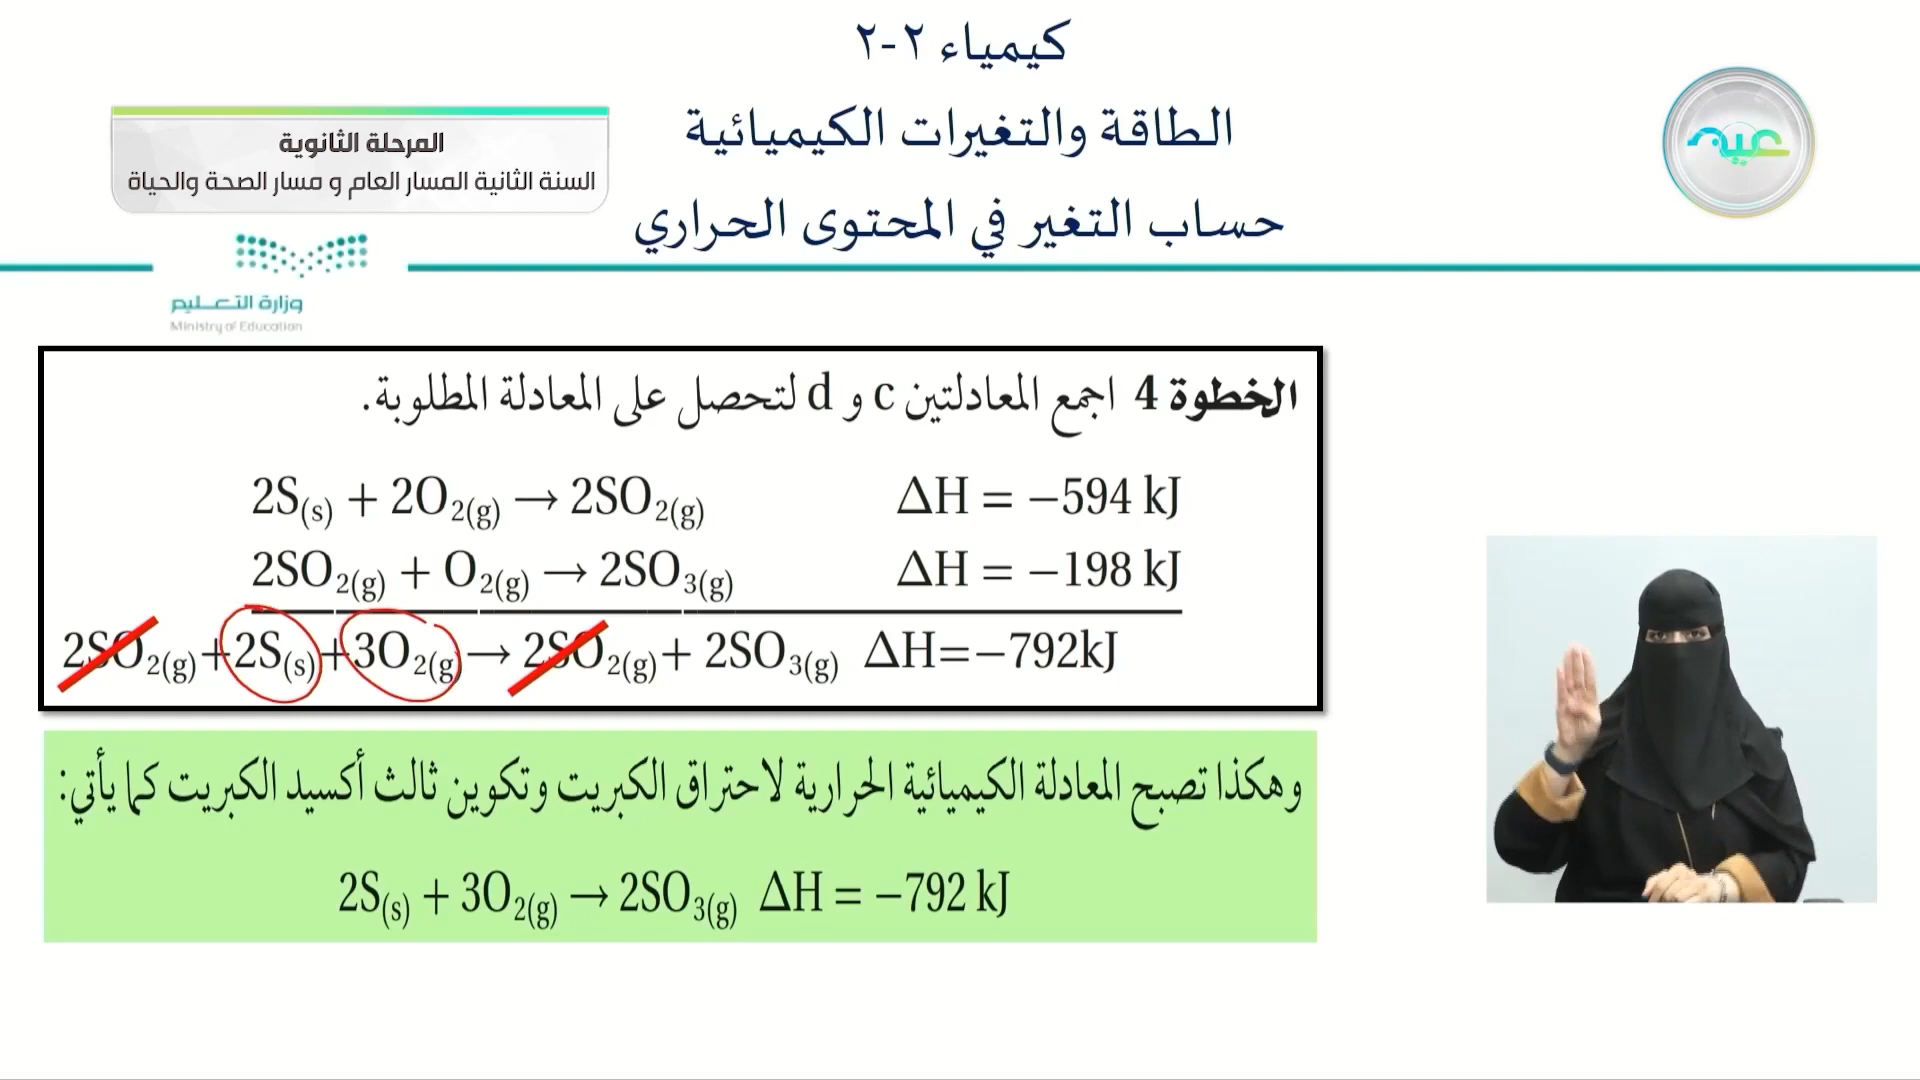 كيمياء ٢-٢
الطاقة والتغيرات الكيميائية
حساب التغير في المحتوى الحراري
عين
المرحلة الثانوية
السنة الثانية المسار العام و مسار الصحة والحياة
وزارة التعليم
Ministry of Education
الخطوة 4 اجمع المعادلتين c و d لتحصل على المعادلة المطلوبة.
2S(s) + 2O₂(g) → 2SO₂(g) ΔH = −594 kJ
2SO₂(g) + O₂(g) → 2SO₃(g) ΔH = −198 kJ
2SO₂(g)+2S(s)+3O₂(g)→2SO₂(g)+ 2SO₃(g) ΔH=−792kJ
وهكذا تصبح المعادلة الكيميائية الحرارية لاحتراق الكبريت وتكوين ثالث أكسيد الكبريت كما يأتي:
2S(s) + 3O₂(g) → 2SO₃(g) ΔH = −792 kJ